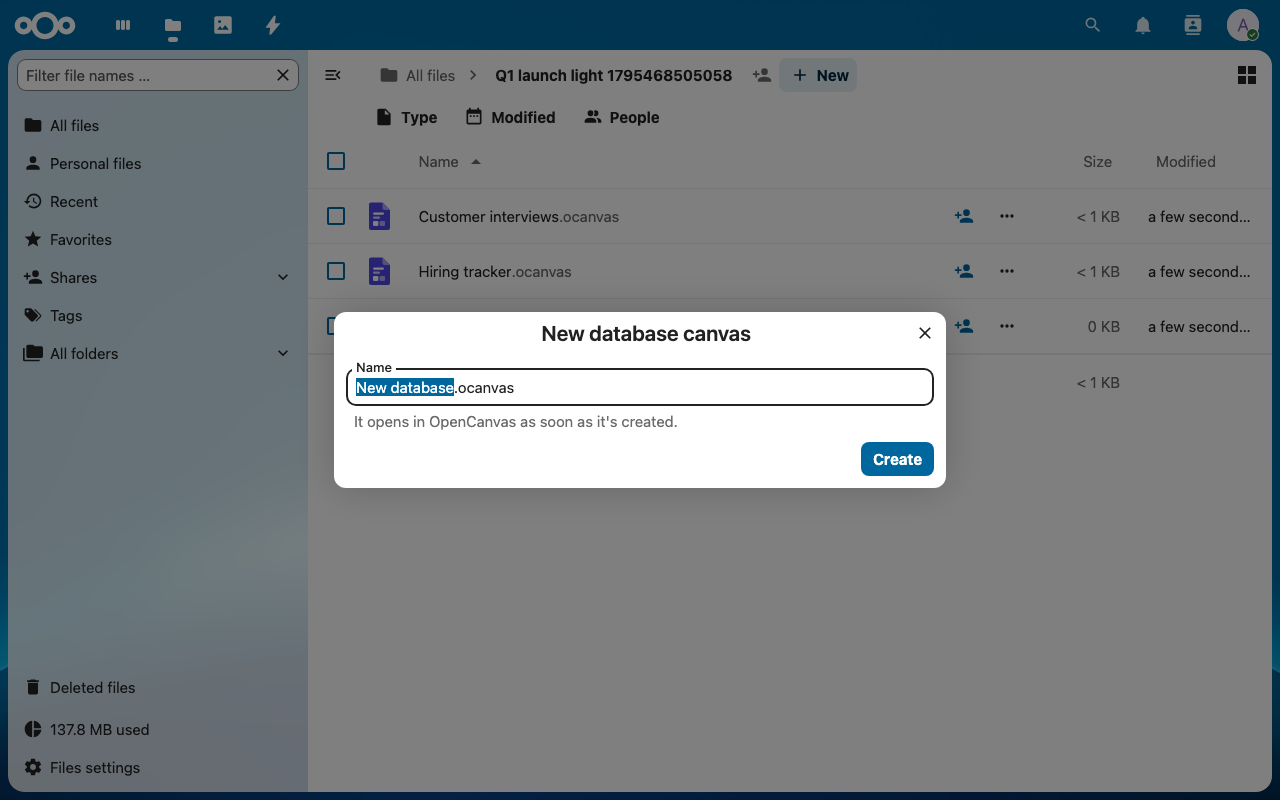 A
Filter file names ...
All files
Personal files
Recent
Favorites
Shares
Tags
All folders
Deleted files
137.8 MB used
Files settings
All files > Q1 launch light 1795468505058 + New
Type Modified People
Name Size Modified
Customer interviews.ocanvas < 1 KB a few second...
Hiring tracker.ocanvas < 1 KB a few second...
0 KB a few second...
< 1 KB
New database canvas
Name
New database.ocanvas
It opens in OpenCanvas as soon as it's created.
Create